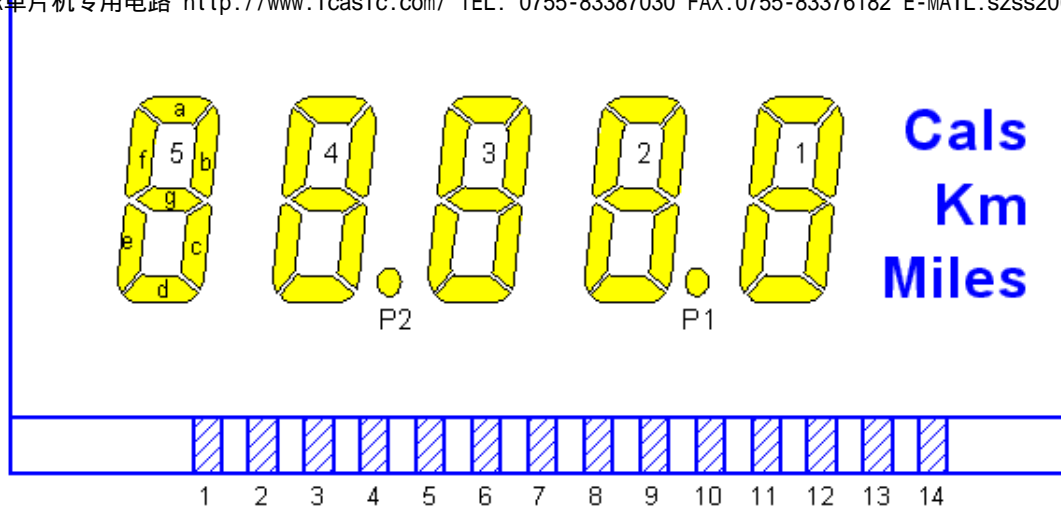 单片机专用电路 http://www.icasic.com/ TEL: 0755-83387030 FAX:0755-83376182 E-MAIL:szss20
a
f 5 b 4 3 2 1
g
e c
d
P2 P1
Cals
Km
Miles
1 2 3 4 5 6 7 8 9 10 11 12 13 14